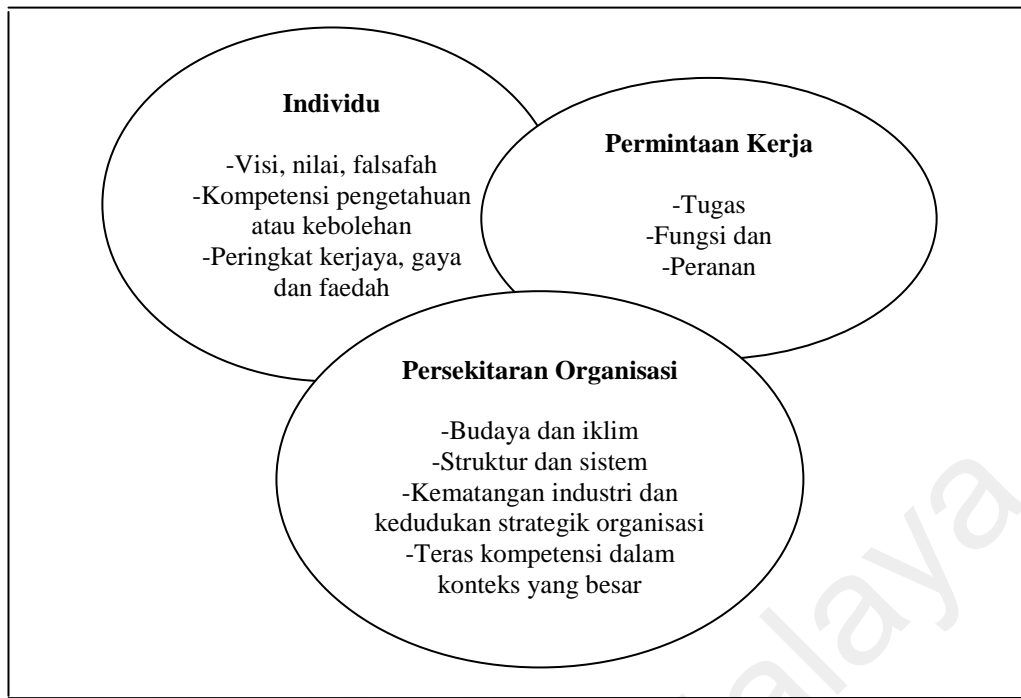 Individu
-Visi, nilai, falsafah
-Kompetensi pengetahuan
atau kebolehan
-Peringkat kerjaya, gaya
dan faedah
Permintaan Kerja
-Tugas
-Fungsi dan
-Peranan
Persekitaran Organisasi
-Budaya dan iklim
-Struktur dan sistem
-Kematangan industri dan
kedudukan strategik organisasi
-Teras kompetensi dalam
konteks yang besar
alaya